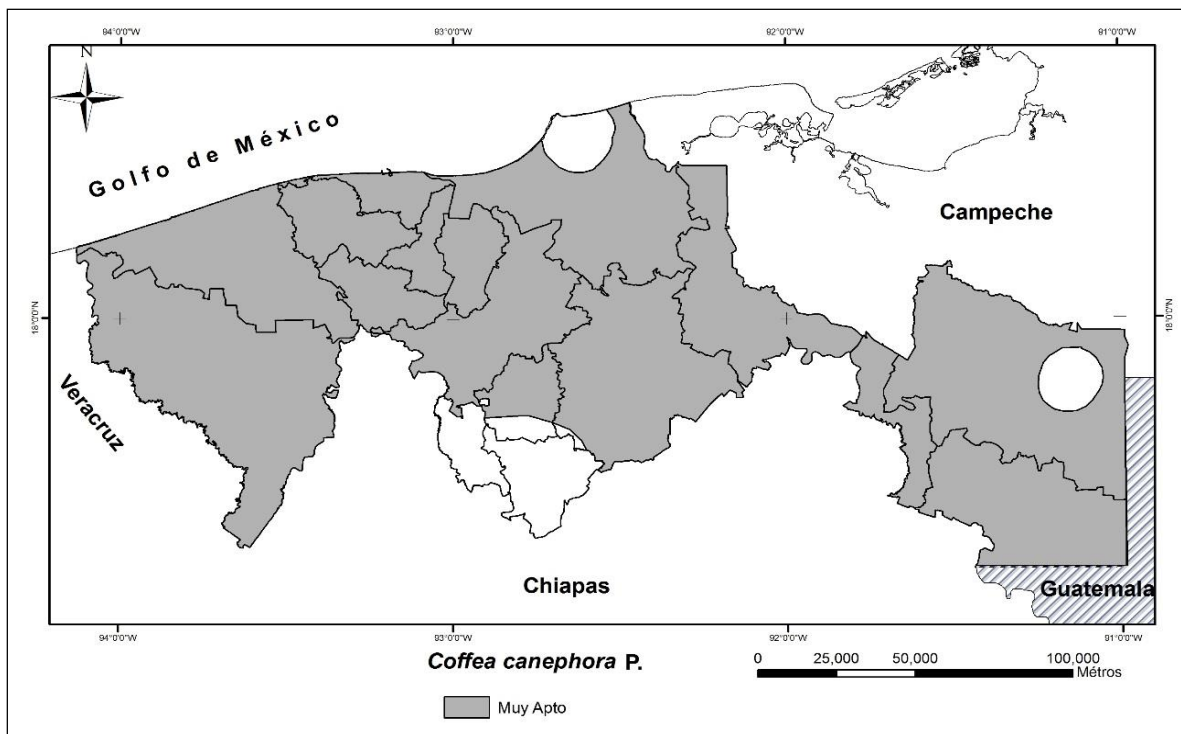 94°0'0"W 93°0'0"W 92°0'0"W 91°0'0"W
N
Golfo de México
Campeche
18°0'0"N 18°0'0"N
Veracruz
Chiapas
Guatemala
94°0'0"W 93°0'0"W 92°0'0"W 91°0'0"W
Coffea canephora P.
0 25,000 50,000 100,000
Métros
Muy Apto